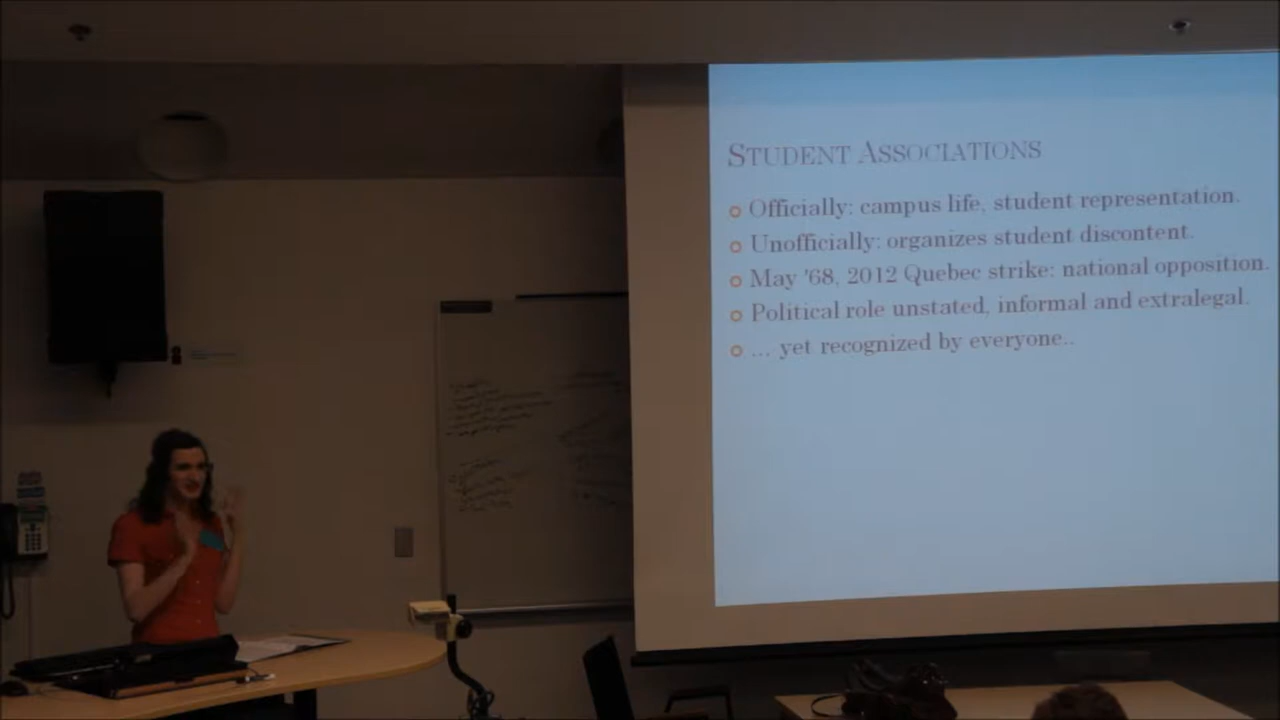 STUDENT ASSOCIATIONS
Officially: campus life, student representation.
Unofficially: organizes student discontent.
May '68, 2012 Quebec strike: national opposition.
Political role unstated, informal and extralegal.
... yet recognized by everyone..